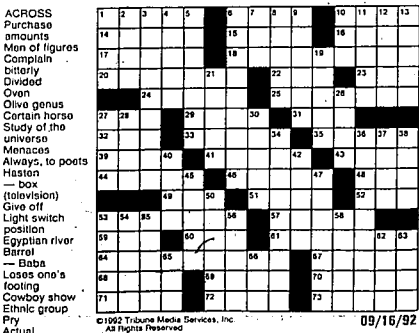 ACROSS
Purchase
amounts
Men of figures
Complain
bitterly
Divided
Oven
Olive genus
Certain horse
Study of the
universe
Menaces
Always, to poets
Hasten
— box
(television)
Give off
Light switch
position
Egyptian river
Barrel
— Baba
Loses one's
footing
Cowboy show
Ethnic group
Pry
Actual
1 2 3 4 5 6 7 8 9 10 11 12 13
14 15 16
17 18 19
20 21 22 23
24 25 26
27 28 29 30 31
32 33 34 35 36 37 38
39 40 41 42 43
44 45 46 47 48
49 50 51 52
53 54 55 56 57 58
59 60 61 62 63
64 65 66 67
68 69 70
71 72 73
©1992 Tribune Media Services, Inc.
All Rights Reserved
09/16/92